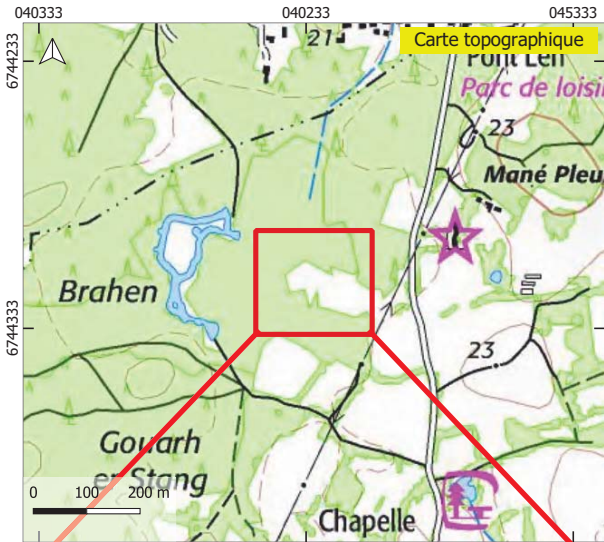 040333 040233 045333
21
Carte topographique
6744233
Pont Len
Parc de loisi
23
Mané Pleu
Brahen
6744333
23
Gouarh
er Stang
0 100 200 m
Chapelle